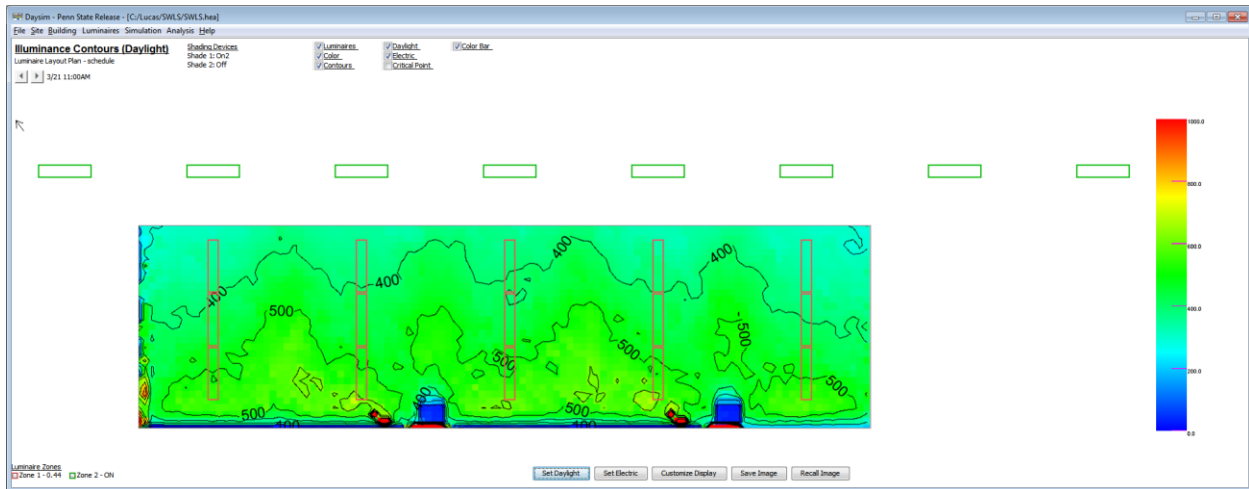 Daysim - Penn State Release - [C:/Lucas/SWLS/SWLS.hex]
File Site Building Luminaires Simulation Analysis Help
Illuminance Contours (Daylight)
Luminaire Layout Plan - schedule
3/21 11:00AM
Shading Devices
Shade 1: On2
Shade 2: Off
Luminaires Daylight Color Bar
Color Electric
Contours Critical Point
1000.0
800.0
600.0
400.0
200.0
0.0
400
400
400
400
500
500
500
500
400
500
500
400
Luminaire Zones
Zone 1 - 0.44 Zone 2 - ON
Set Daylight Set Electric Customize Display Save Image Recall Image